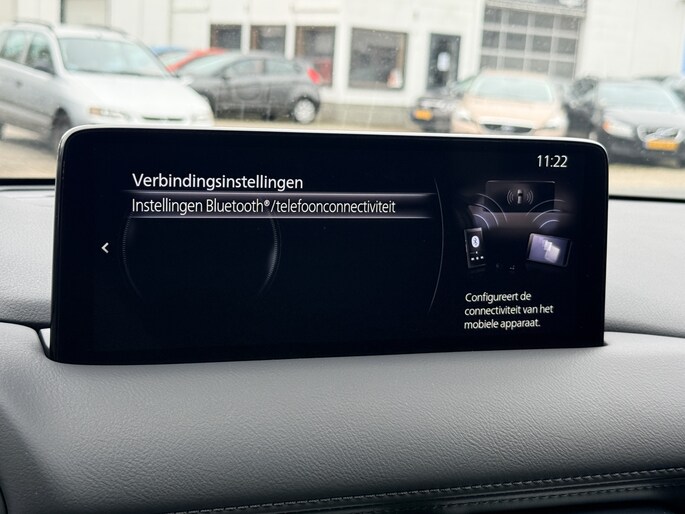 11:22
Verbindingsinstellingen
Instellingen Bluetooth®/telefoonconnectiviteit
<
Configureert de
connectiviteit van het
mobiele apparaat.